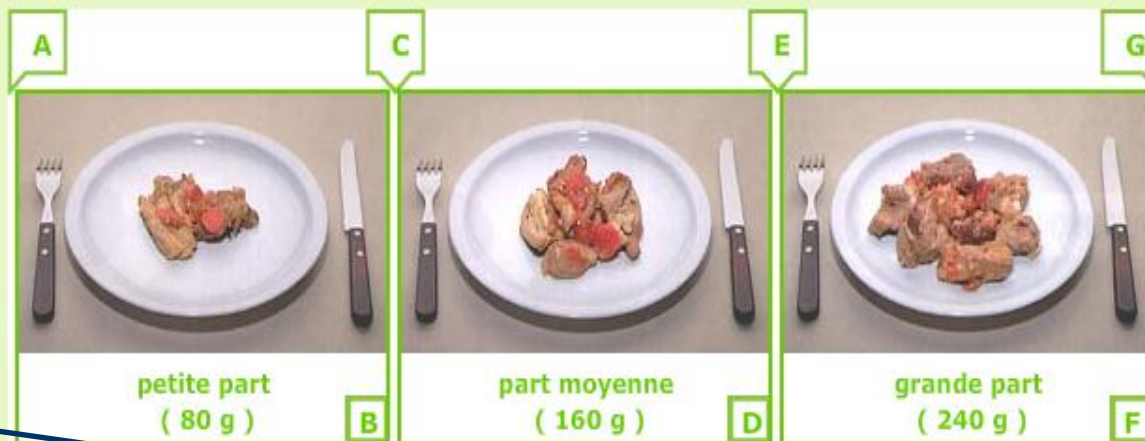 A C E G
petite part part moyenne grande part
( 80 g ) B ( 160 g ) D ( 240 g ) F